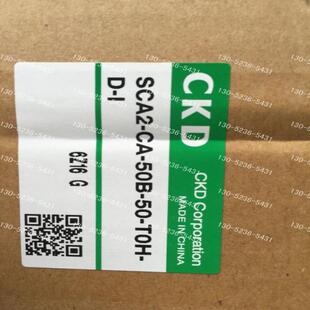 CKD
CKD Corporation
MADE IN CHINA
SCA2-CA-50B-50-T0H-
D-I
6Z16 G
130-5236-5431